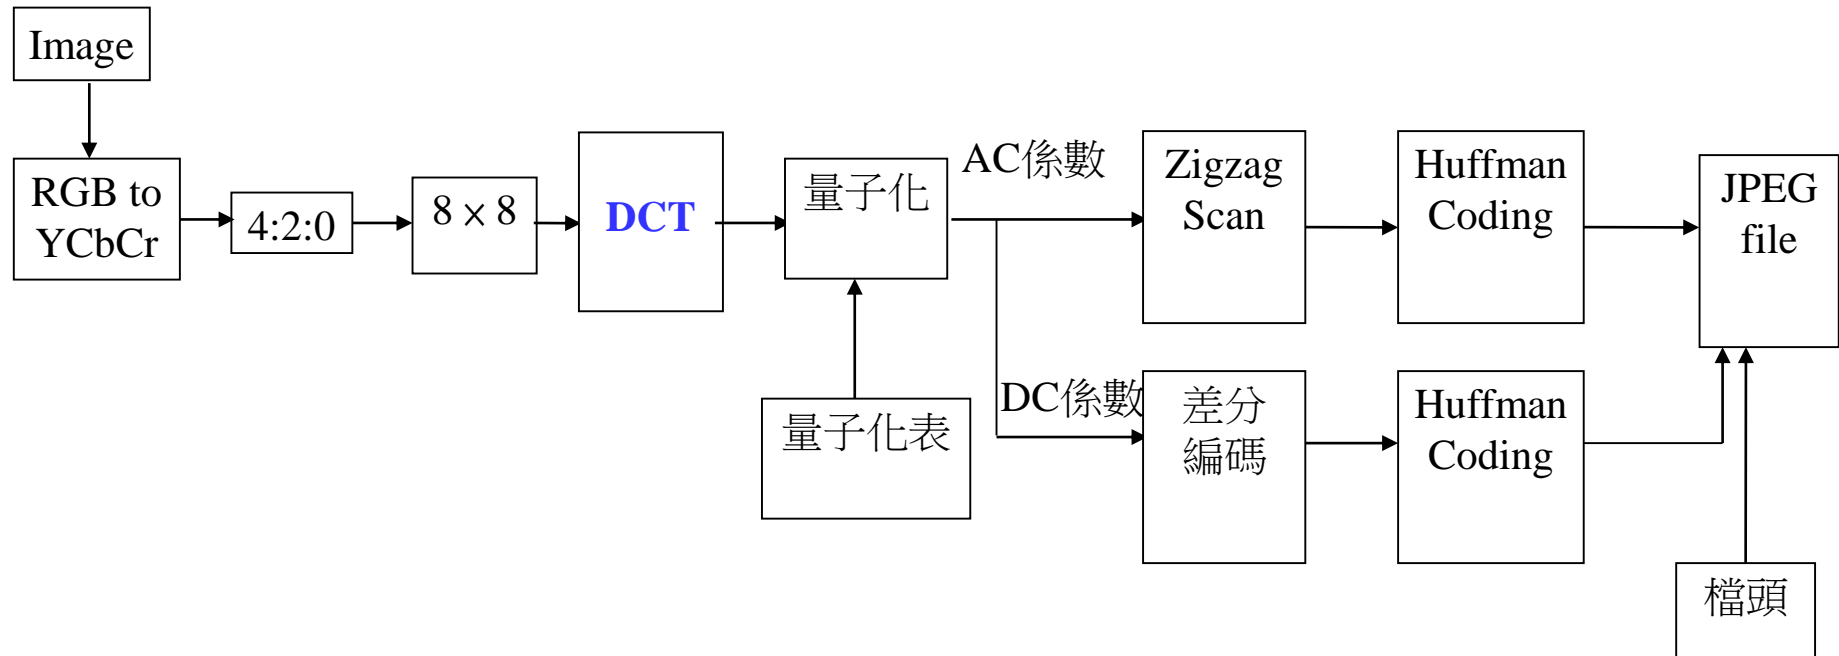 Image
RGB to
YCbCr
4:2:0
8 × 8
DCT
量子化
量子化表
AC係數
Zigzag
Scan
Huffman
Coding
JPEG
file
DC係數
差分
編碼
Huffman
Coding
檔頭